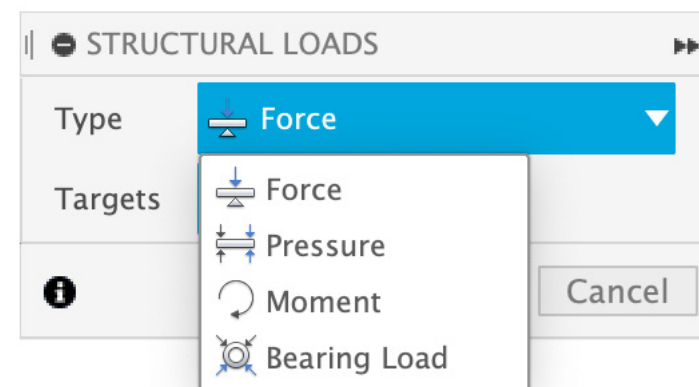 STRUCTURAL LOADS
Type Force
Targets Force
Pressure
Moment
Cancel
Bearing Load